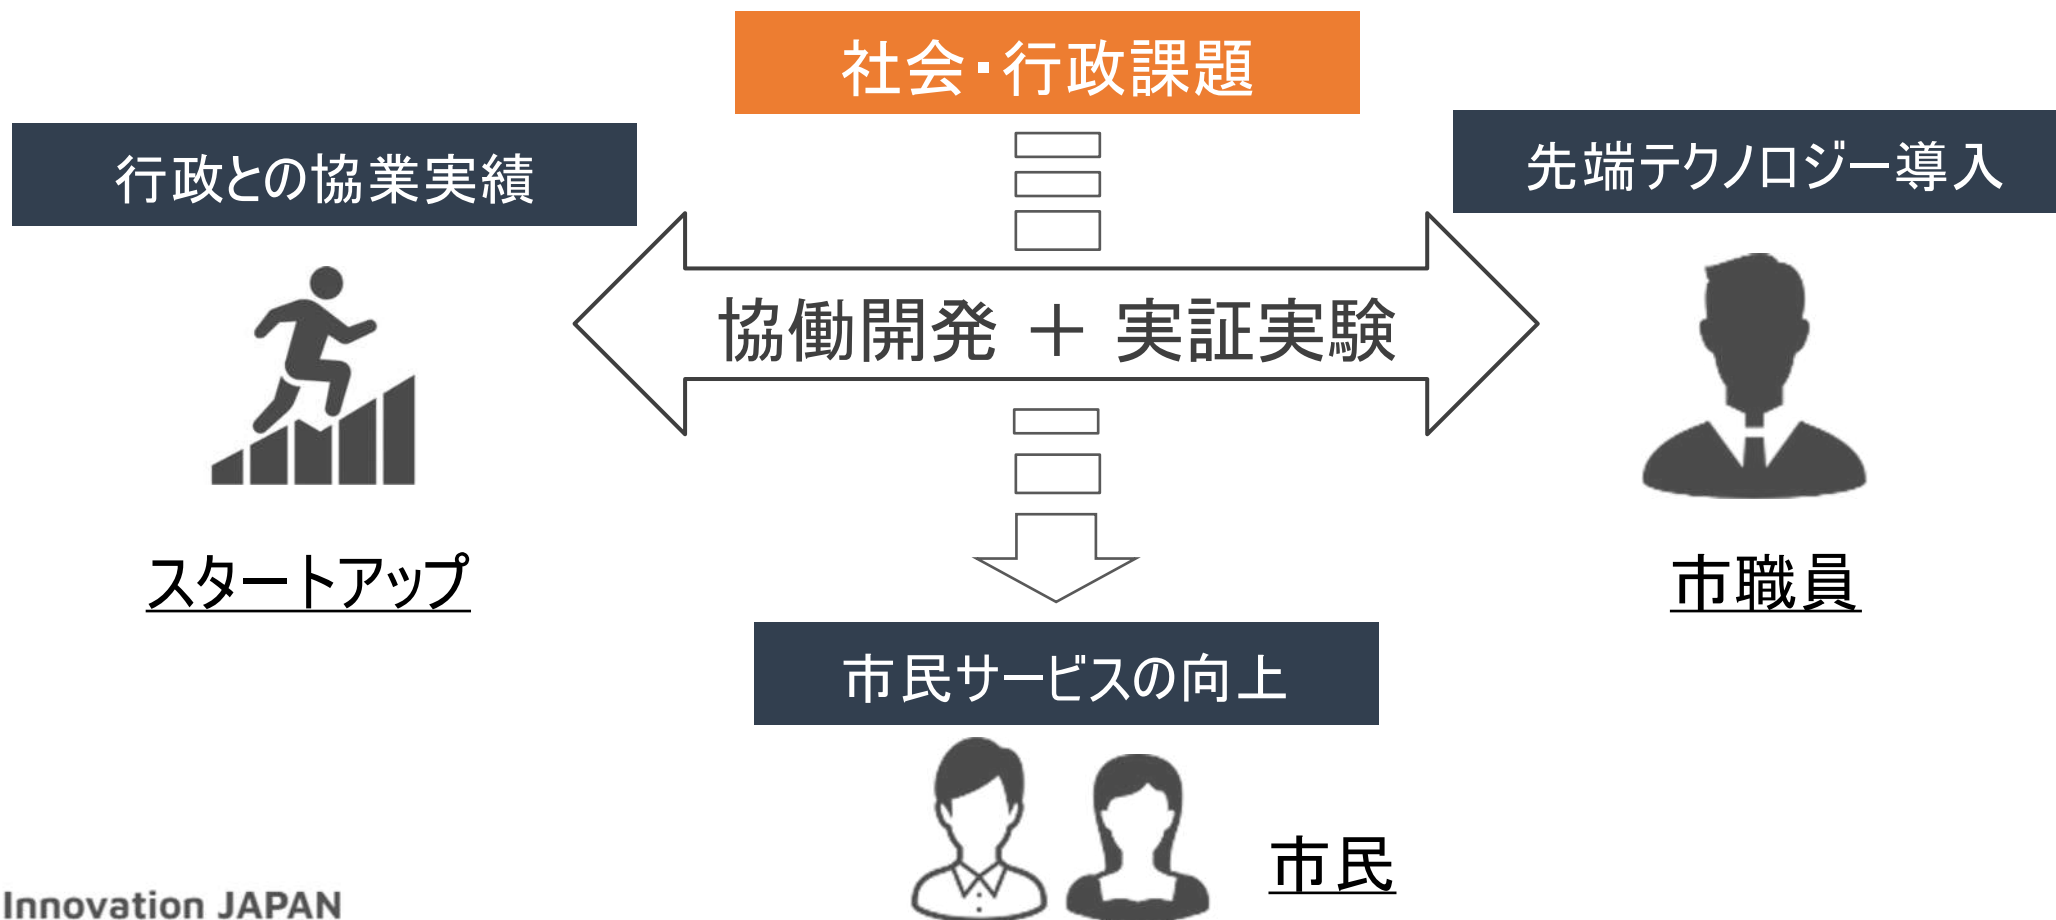 社会・行政課題
行政との協業実績
先端テクノロジー導入
協働開発 ＋ 実証実験
スタートアップ
市職員
市民サービスの向上
市民
Innovation JAPAN